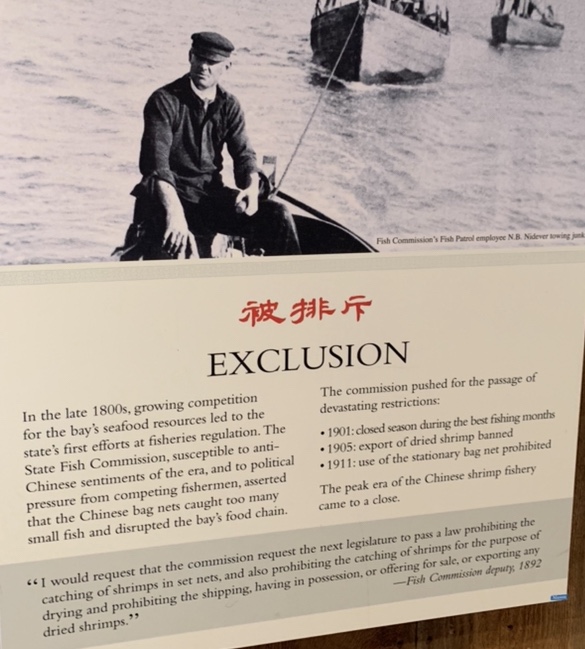 Fish Commission's Fish Patrol employee N.B. Nidever towing junk
被排斥
EXCLUSION
In the late 1800s, growing competition
for the bay's seafood resources led to the
state's first efforts at fisheries regulation. The
State Fish Commission, susceptible to anti-
Chinese sentiments of the era, and to political
pressure from competing fishermen, asserted
that the Chinese bag nets caught too many
small fish and disrupted the bay's food chain.
The commission pushed for the passage of
devastating restrictions:
• 1901: closed season during the best fishing months
• 1905: export of dried shrimp banned
• 1911: use of the stationary bag net prohibited
The peak era of the Chinese shrimp fishery
came to a close.
“I would request that the commission request the next legislature to pass a law prohibiting the
catching of shrimps in set nets, and also prohibiting the catching of shrimps for the purpose of
drying and prohibiting the shipping, having in possession, or offering for sale, or exporting any
dried shrimps.”
—Fish Commission deputy, 1892